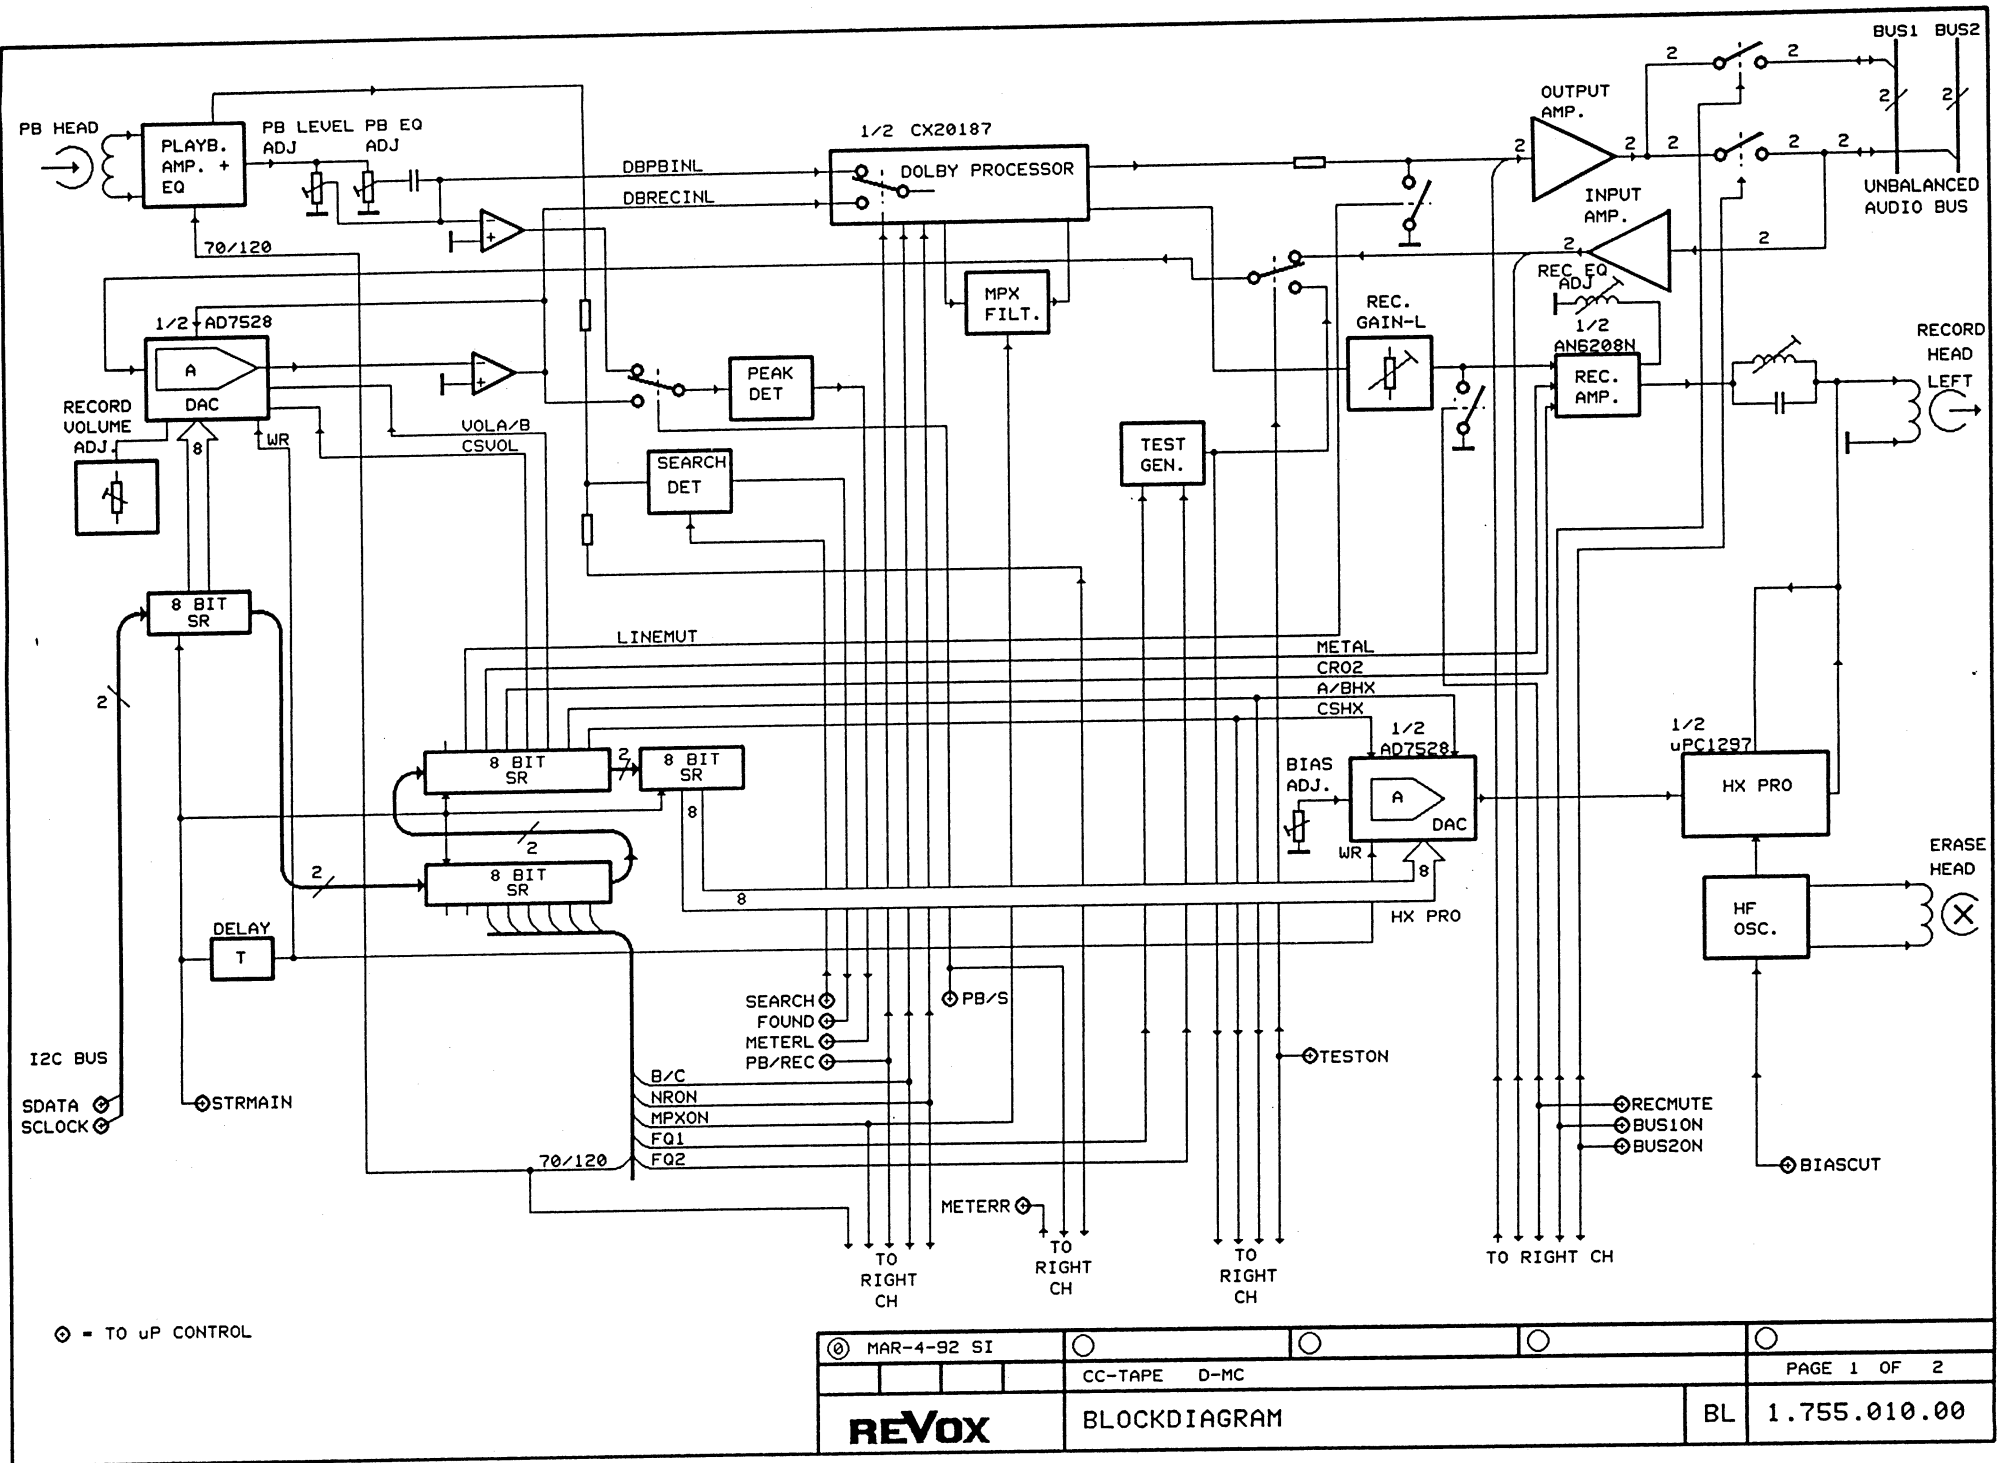 BUS1 BUS2
2 2
OUTPUT
AMP.
2 2
PB HEAD
PLAYB.
AMP. +
EQ
PB LEVEL PB EQ
ADJ ADJ
1/2 CX20187
DOLBY PROCESSOR
DBPBINL
DBRECINL
2 2 2 2
UNBALANCED
AUDIO BUS
INPUT
AMP.
2 2
70/120
REC EQ
ADJ
MPX
FILT.
REC.
GAIN-L
1/2
AN6208N
REC.
AMP.
RECORD
HEAD
LEFT
1/2 AD7528
A
DAC
RECORD
VOLUME
ADJ.
8
WR
VOLA/B
CSVOL
PEAK
DET
SEARCH
DET
TEST
GEN.
8 BIT
SR
2
LINEMUT
METAL
CRO2
A/BHX
CSHX
8 BIT
SR
2
8 BIT
SR
8
2
8 BIT
SR
2
8
BIAS
ADJ.
1/2
AD7528
A
DAC
WR
8
HX PRO
1/2
uPC1297
HX PRO
ERASE
HEAD
HF
OSC.
DELAY
T
SEARCH
FOUND
METERL
PB/REC
PB/S
TESTON
I2C BUS
SDATA
SCLOCK
STRMAIN
B/C
NRON
MPXON
FQ1
FQ2
70/120
RECMUTE
BUS1ON
BUS2ON
BIASCUT
METERR
TO
RIGHT
CH
TO
RIGHT
CH
TO
RIGHT
CH
TO RIGHT CH
= TO uP CONTROL
0 MAR-4-92 SI
CC-TAPE D-MC
PAGE 1 OF 2
REVOX
BLOCKDIAGRAM
BL
1.755.010.00